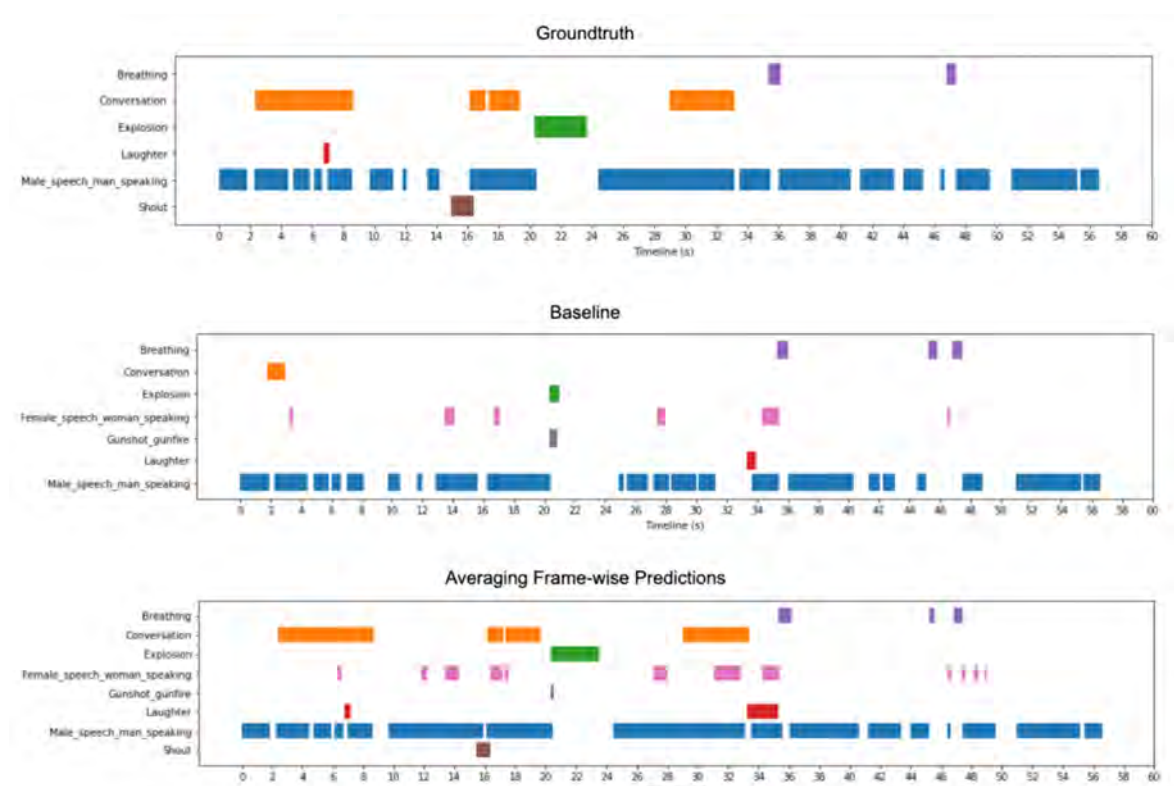 Groundtruth
Breathing
Conversation
Explosion
Laughter
Male_speech_man_speaking
Shout
0 2 4 6 8 10 12 14 16 18 20 22 24 26 28 30 32 34 36 38 40 42 44 46 48 50 52 54 56 58 60
Timeline (s)
Baseline
Breathing
Conversation
Explosion
Female_speech_woman_speaking
Gunshot_gunfire
Laughter
Male_speech_man_speaking
0 2 4 6 8 10 12 14 16 18 20 22 24 26 28 30 32 34 36 38 40 42 44 46 48 50 52 54 56 58 60
Timeline (s)
Averaging Frame-wise Predictions
Breathing
Conversation
Explosion
Female_speech_woman_speaking
Gunshot_gunfire
Laughter
Male_speech_man_speaking
Shout
0 2 4 6 8 10 12 14 16 18 20 22 24 26 28 30 32 34 36 38 40 42 44 46 48 50 52 54 56 58 60